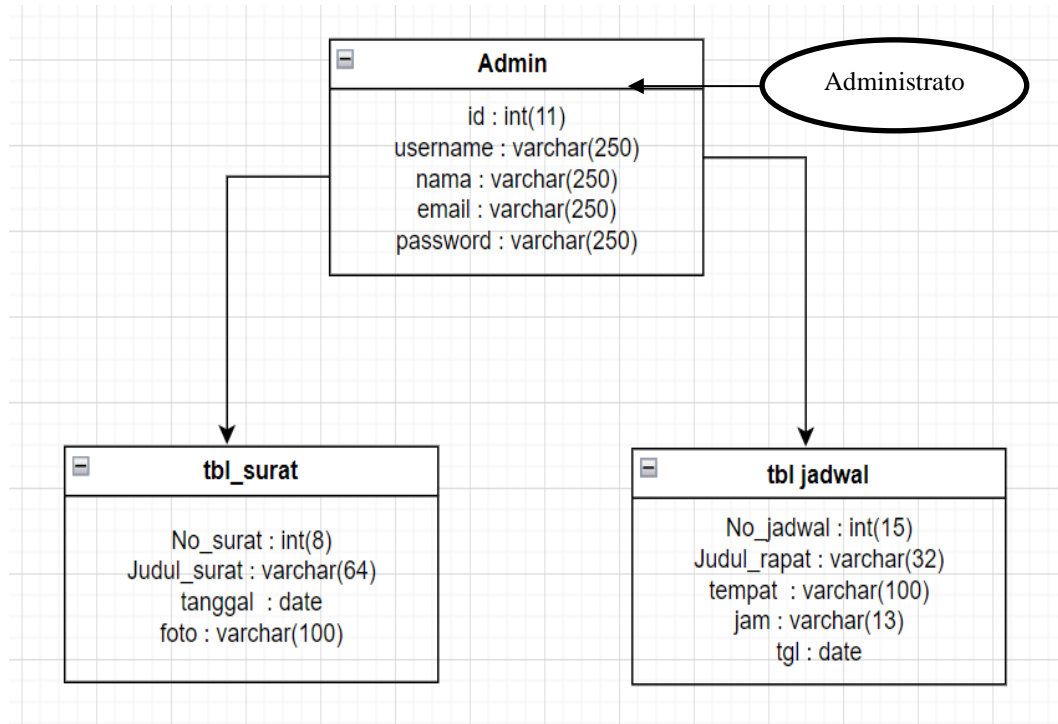 Admin
Administrato
id : int(11)
username : varchar(250)
nama : varchar(250)
email : varchar(250)
password : varchar(250)
tbl_surat
No_surat : int(8)
Judul_surat : varchar(64)
tanggal : date
foto : varchar(100)
tbl jadwal
No_jadwal : int(15)
Judul_rapat : varchar(32)
tempat : varchar(100)
jam : varchar(13)
tgl : date